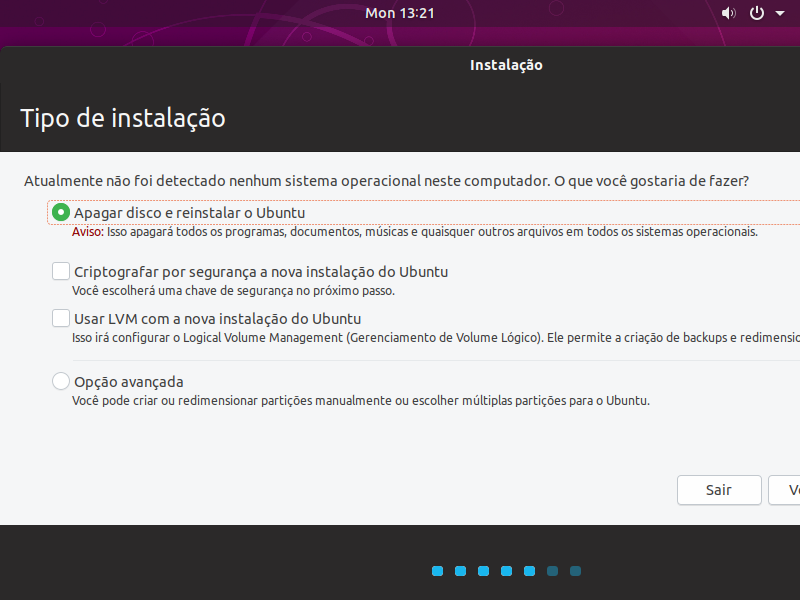 Mon 13:21
Instalação
Tipo de instalação
Atualmente não foi detectado nenhum sistema operacional neste computador. O que você gostaria de fazer?
Apagar disco e reinstalar o Ubuntu
Aviso: Isso apagará todos os programas, documentos, músicas e quaisquer outros arquivos em todos os sistemas operacionais.
Criptografar por segurança a nova instalação do Ubuntu
Você escolherá uma chave de segurança no próximo passo.
Usar LVM com a nova instalação do Ubuntu
Isso irá configurar o Logical Volume Management (Gerenciamento de Volume Lógico). Ele permite a criação de backups e
Opção avançada
Você pode criar ou redimensionar partições manualmente ou escolher múltiplas partições para o Ubuntu.
Sair